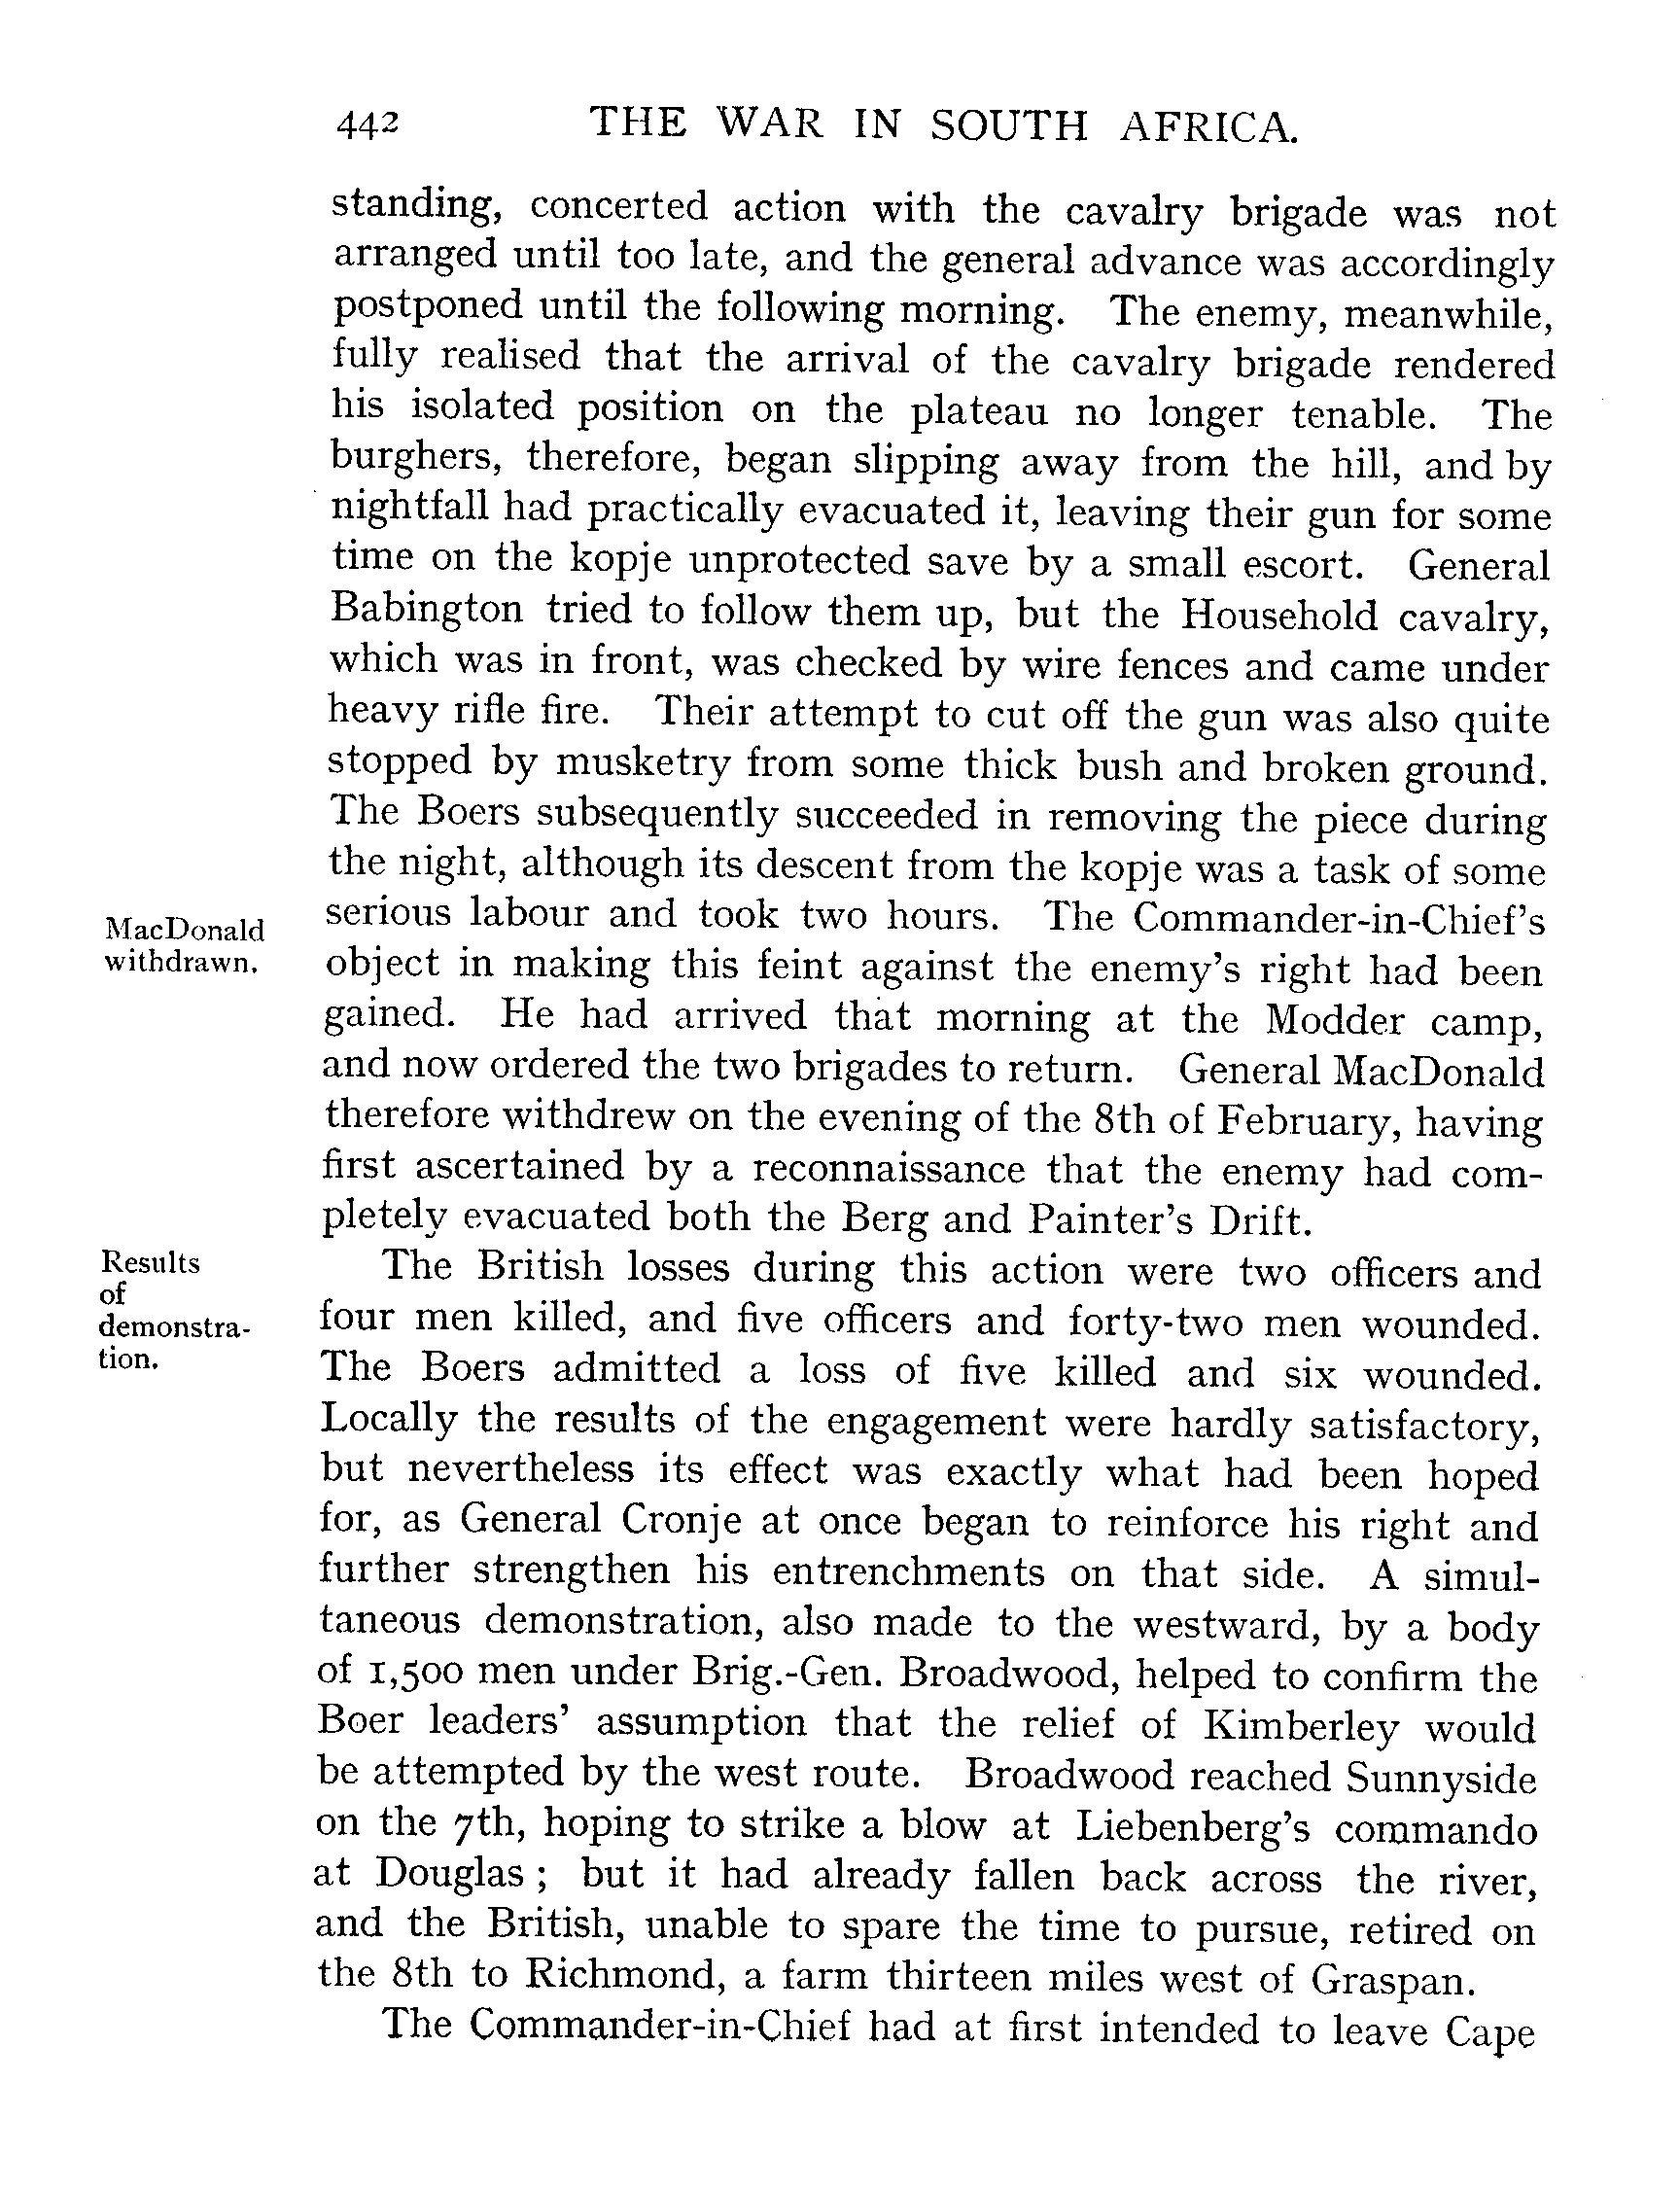 442 THE WAR IN SOUTH AFRICA.
standing, concerted action with the cavalry brigade was not
arranged until too late, and the general advance was accordingly
postponed until the following morning. The enemy, meanwhile,
fully realised that the arrival of the cavalry brigade rendered
his isolated position on the plateau no longer tenable. The
burghers, therefore, began slipping away from the hill, and by
nightfall had practically evacuated it, leaving their gun for some
time on the kopje unprotected save by a small escort. General
Babington tried to follow them up, but the Household cavalry,
which was in front, was checked by wire fences and came under
heavy rifle fire. Their attempt to cut off the gun was also quite
stopped by musketry from some thick bush and broken ground.
The Boers subsequently succeeded in removing the piece during
the night, although its descent from the kopje was a task of some
serious labour and took two hours. The Commander-in-Chief's
MacDonald
withdrawn.
object in making this feint against the enemy's right had been
gained. He had arrived that morning at the Modder camp,
and now ordered the two brigades to return. General MacDonald
therefore withdrew on the evening of the 8th of February, having
first ascertained by a reconnaissance that the enemy had com-
pletely evacuated both the Berg and Painter's Drift.
Results
of
demonstra-
tion.
The British losses during this action were two officers and
four men killed, and five officers and forty-two men wounded.
The Boers admitted a loss of five killed and six wounded.
Locally the results of the engagement were hardly satisfactory,
but nevertheless its effect was exactly what had been hoped
for, as General Cronje at once began to reinforce his right and
further strengthen his entrenchments on that side. A simul-
taneous demonstration, also made to the westward, by a body
of 1,500 men under Brig.-Gen. Broadwood, helped to confirm the
Boer leaders' assumption that the relief of Kimberley would
be attempted by the west route. Broadwood reached Sunnyside
on the 7th, hoping to strike a blow at Liebenberg's commando
at Douglas ; but it had already fallen back across the river,
and the British, unable to spare the time to pursue, retired on
the 8th to Richmond, a farm thirteen miles west of Graspan.
The Commander-in-Chief had at first intended to leave Cape